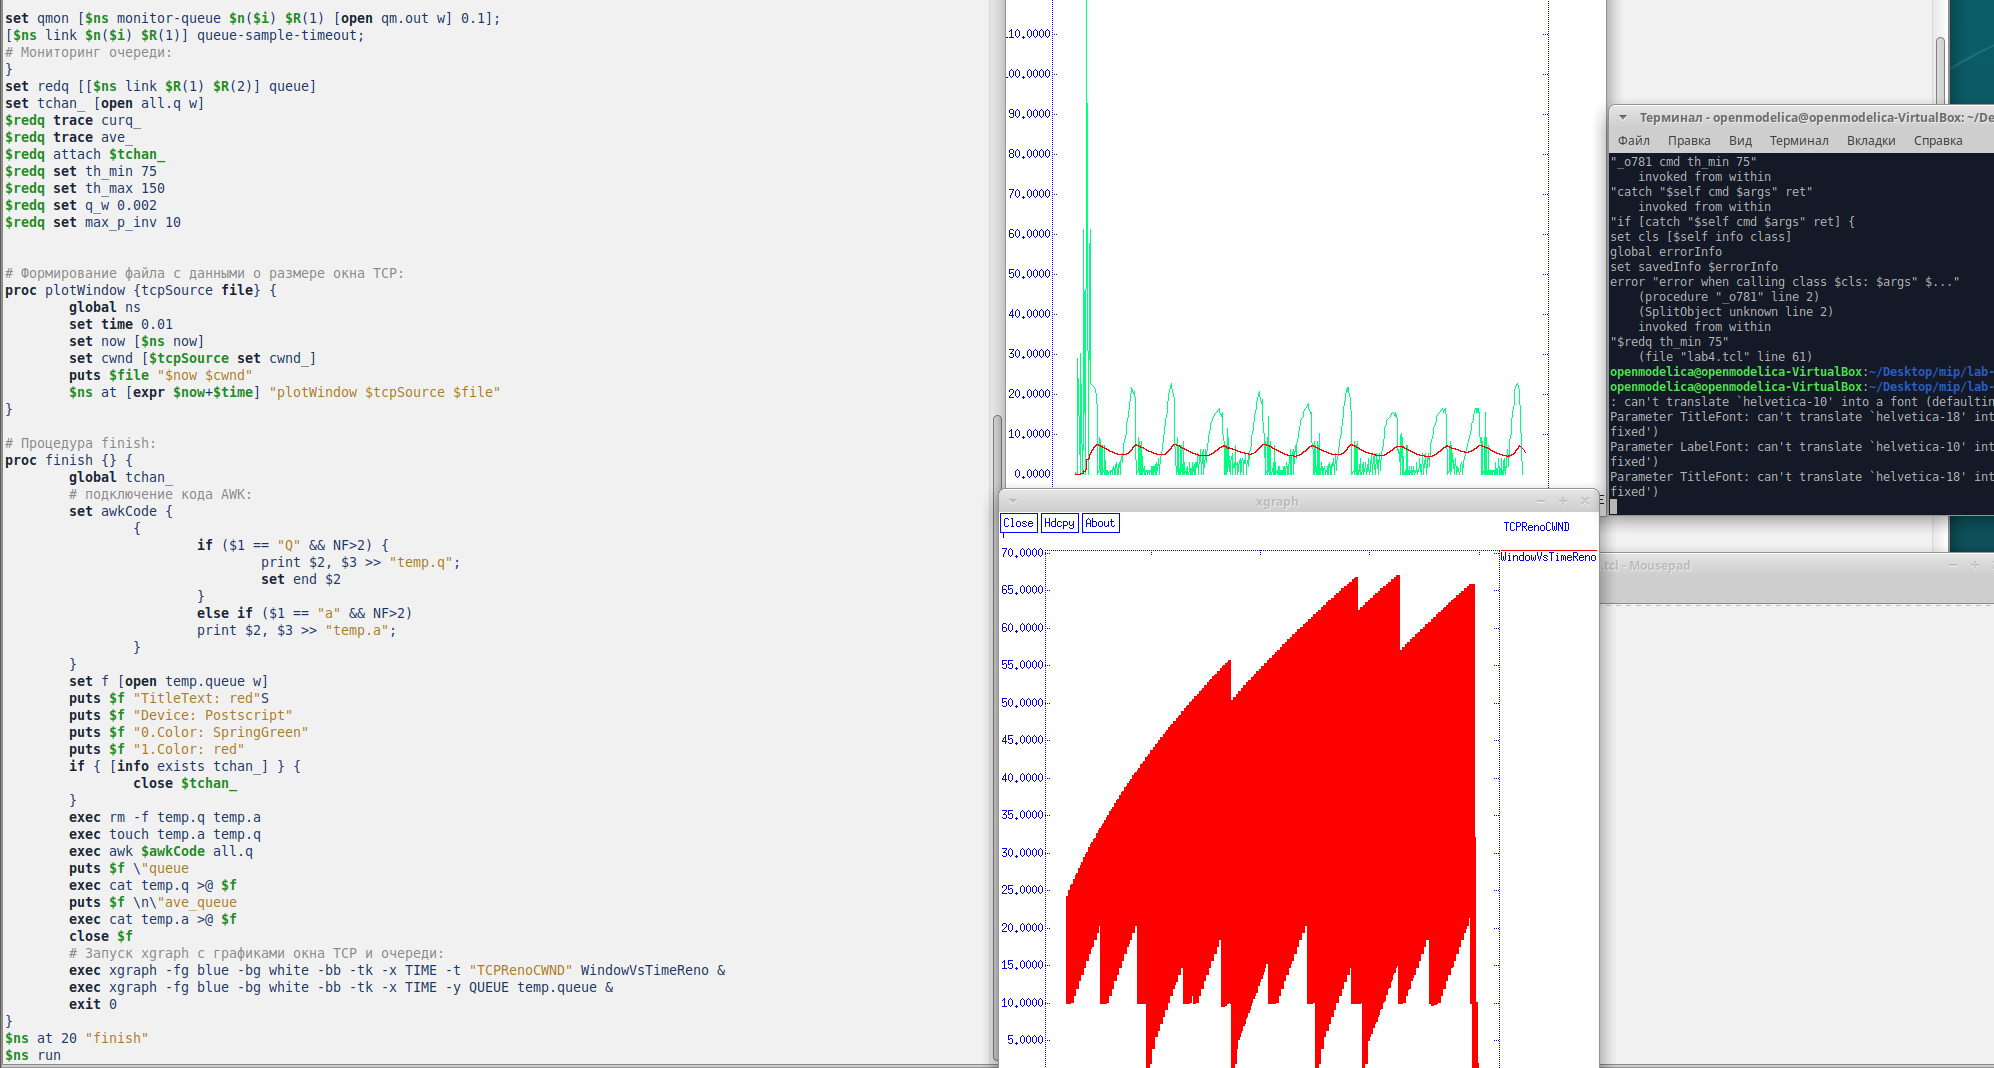 set qmon [$ns monitor-queue $n($i) $R(1) [open qm.out w] 0.1];
[$ns link $n($i) $R(1)] queue-sample-timeout;
# Мониторинг очереди:
}
set redq [[$ns link $R(1) $R(2)] queue]
set tchan_ [open all.q w]
$redq trace curq_
$redq trace ave_
$redq attach $tchan_
$redq set th_min 75
$redq set th_max 150
$redq set q_w 0.002
$redq set max_p_inv 10
# Формирование файла с данными о размере окна TCP:
proc plotWindow {tcpSource file} {
global ns
set time 0.01
set now [$ns now]
set cwnd [$tcpSource set cwnd_]
puts $file "$now $cwnd"
$ns at [expr $now+$time] "plotWindow $tcpSource $file"
}
# Процедура finish:
proc finish {} {
global tchan_
# подключение кода AWK:
set awkCode {
{
if ($1 == "Q" && NF>2) {
print $2, $3 >> "temp.q";
set end $2
}
else if ($1 == "a" && NF>2)
print $2, $3 >> "temp.a";
}
}
set f [open temp.queue w]
puts $f "TitleText: red"S
puts $f "Device: Postscript"
puts $f "0.Color: SpringGreen"
puts $f "1.Color: red"
if { [info exists tchan_] } {
close $tchan_
}
exec rm -f temp.q temp.a
exec touch temp.a temp.q
exec awk $awkCode all.q
puts $f \"queue
exec cat temp.q >@ $f
puts $f \n\"ave_queue
exec cat temp.a >@ $f
close $f
# Запуск xgraph с графиками окна TCP и очереди:
exec xgraph -fg blue -bg white -bb -tk -x TIME -t "TCPRenoCWND" WindowVsTimeReno &
exec xgraph -fg blue -bg white -bb -tk -x TIME -y QUEUE temp.queue &
exit 0
}
$ns at 20 "finish"
$ns run
10.0000
00.0000
90.0000
80.0000
70.0000
60.0000
50.0000
40.0000
30.0000
20.0000
10.0000
0.0000
xgraph
Close Hdcpy About
TCPRenoCWND
WindowVsTimeReno
70.0000
65.0000
60.0000
55.0000
50.0000
45.0000
40.0000
35.0000
30.0000
25.0000
20.0000
15.0000
10.0000
5.0000
Терминал - openmodelica@openmodelica-VirtualBox: ~/De
Файл Правка Вид Терминал Вкладки Справка
"_o781 cmd th_min 75"
invoked from within
"catch "$self cmd $args" ret"
invoked from within
"if [catch "$self cmd $args" ret] {
set cls [$self info class]
global errorInfo
set savedInfo $errorInfo
error "error when calling class $cls: $args" $..."
(procedure "_o781" line 2)
(SplitObject unknown line 2)
invoked from within
"$redq th_min 75"
(file "lab4.tcl" line 61)
openmodelica@openmodelica-VirtualBox:~/Desktop/mip/lab-
openmodelica@openmodelica-VirtualBox:~/Desktop/mip/lab-
: can't translate `helvetica-10' into a font (defaultin
Parameter TitleFont: can't translate `helvetica-18' int
fixed')
Parameter LabelFont: can't translate `helvetica-10' int
fixed')
Parameter TitleFont: can't translate `helvetica-18' int
fixed')
.tcl - Mousepad